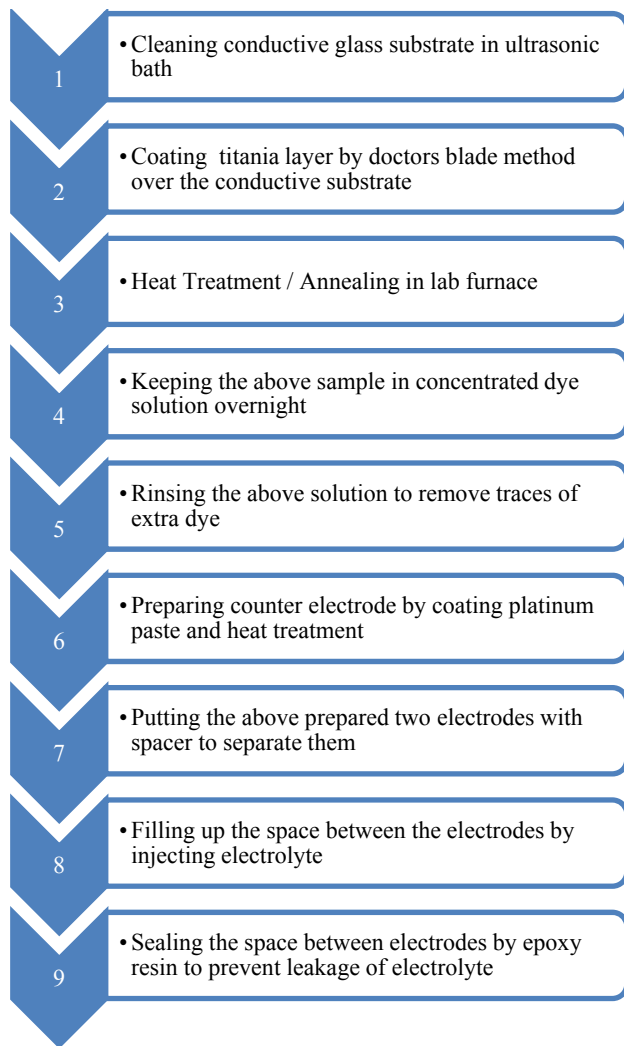 1
• Cleaning conductive glass substrate in ultrasonic
bath
2
• Coating titania layer by doctors blade method
over the conductive substrate
3
• Heat Treatment / Annealing in lab furnace
4
• Keeping the above sample in concentrated dye
solution overnight
5
• Rinsing the above solution to remove traces of
extra dye
6
• Preparing counter electrode by coating platinum
paste and heat treatment
7
• Putting the above prepared two electrodes with
spacer to separate them
8
• Filling up the space between the electrodes by
injecting electrolyte
9
• Sealing the space between electrodes by epoxy
resin to prevent leakage of electrolyte